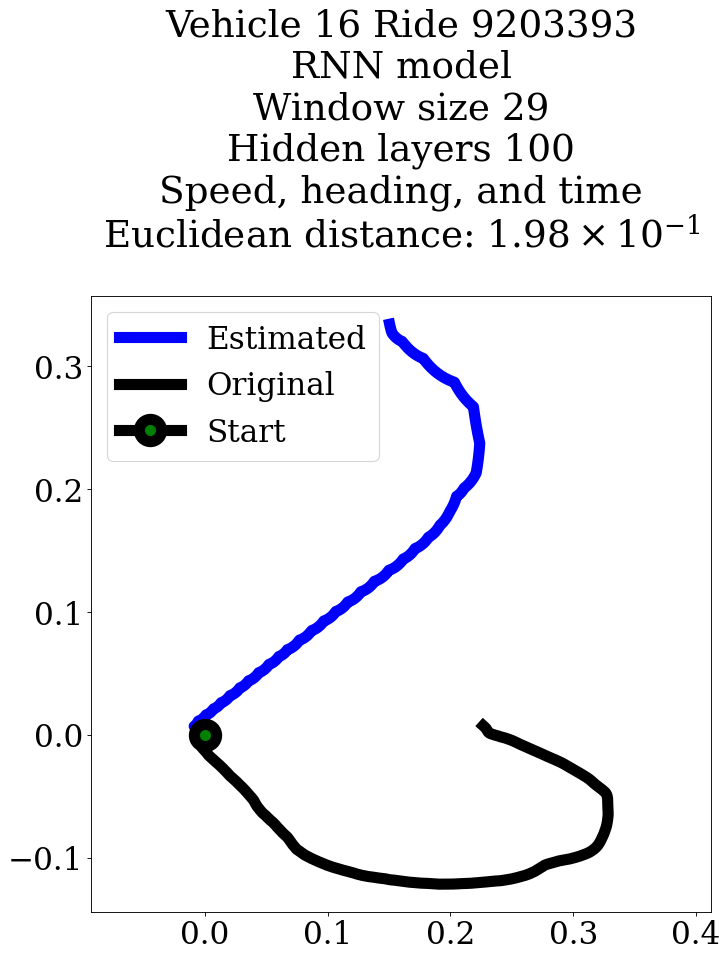 Vehicle 16 Ride 9203393
RNN model
Window size 29
Hidden layers 100
Speed, heading, and time
Euclidean distance: 1.98 × 10⁻¹
Estimated
Original
Start
0.3
0.2
0.1
0.0
−0.1
0.0 0.1 0.2 0.3 0.4